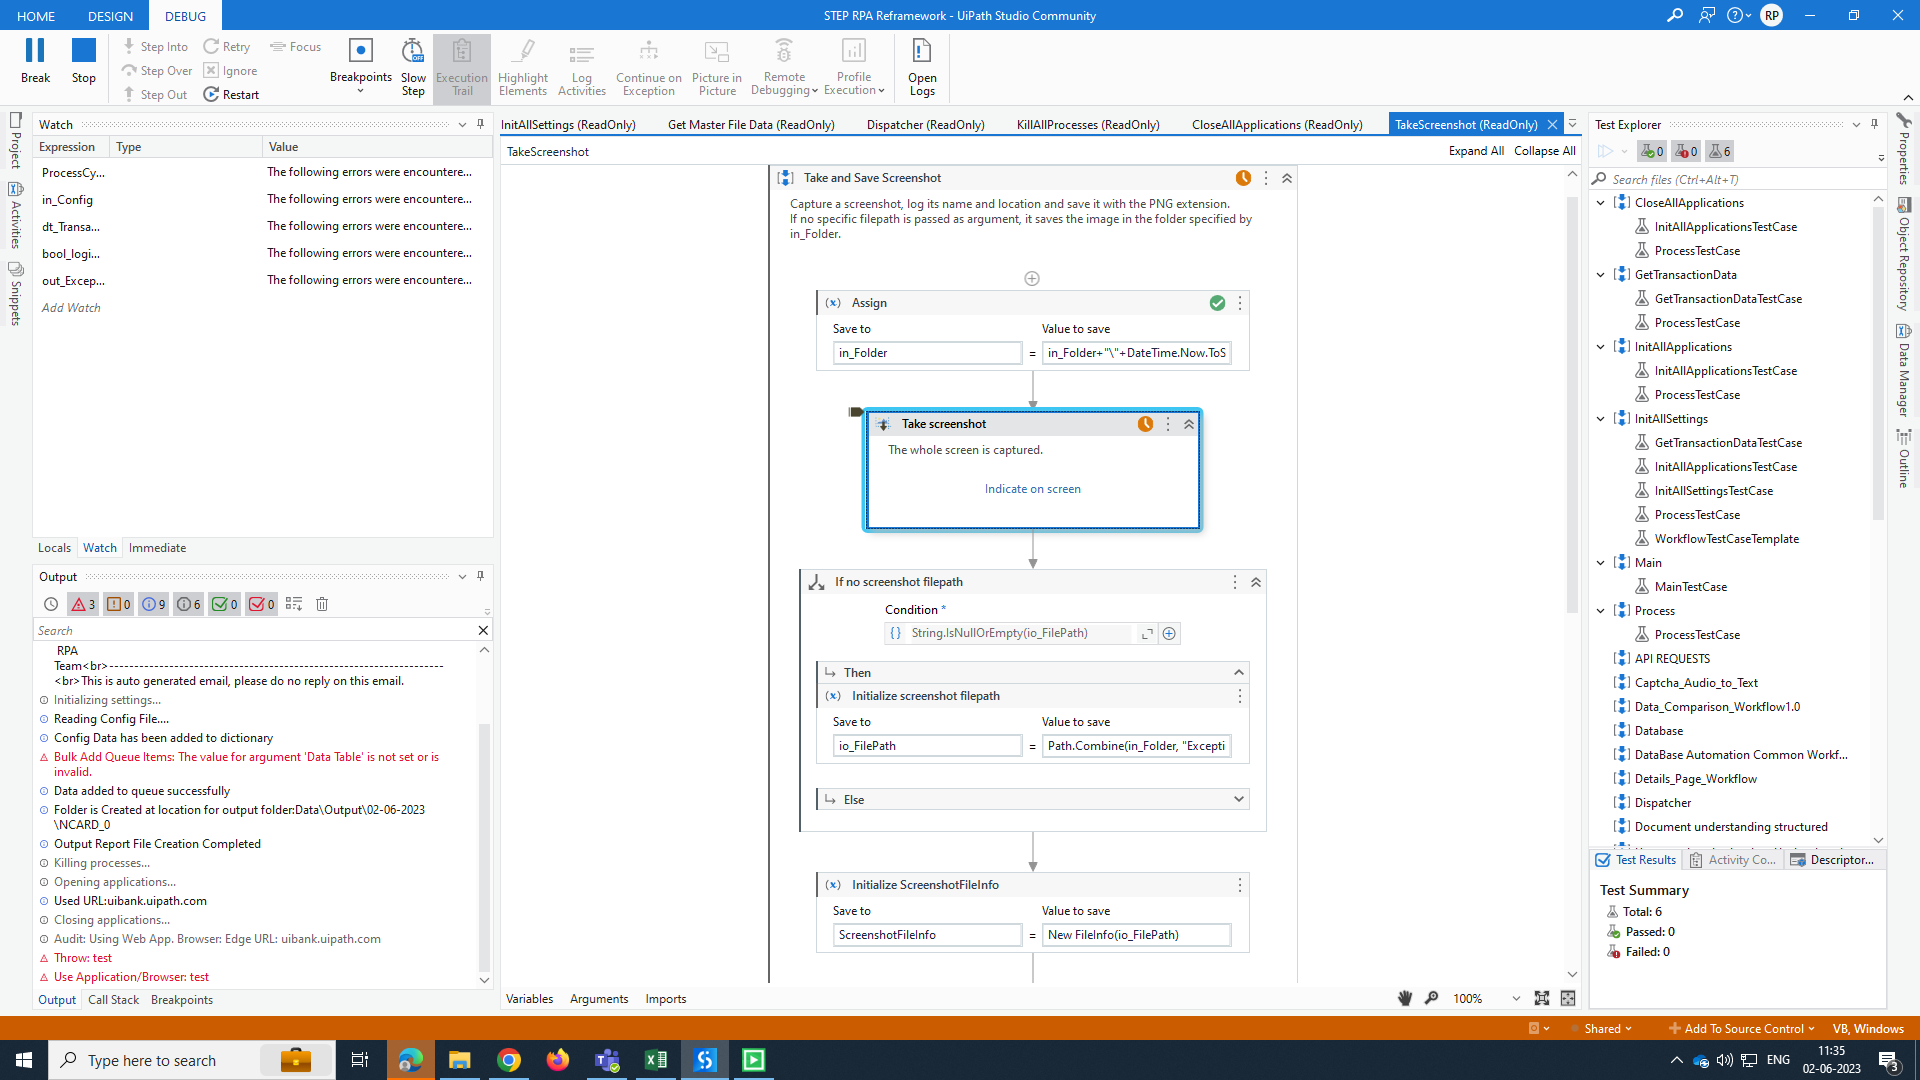 HOME DESIGN DEBUG
STEP RPA Reframework - UiPath Studio Community
RP
Break
Stop
Step Into
Step Over
Step Out
Retry
Ignore
Restart
Focus
Breakpoints
Slow Step
Execution Trail
Highlight Elements
Log Activities
Continue on Exception
Picture in Picture
Remote Debugging
Profile Execution
Open Logs
Project
Activities
Snippets
Watch
Expression Type Value
ProcessCy... The following errors were encountere...
in_Config The following errors were encountere...
dt_Transa... The following errors were encountere...
bool_logi... The following errors were encountere...
out_Excep... The following errors were encountere...
Add Watch
Locals Watch Immediate
Output
3 0 9 6 0 0
Search
RPA
Team<br>-------------------------------------------------------------------
<br>This is auto generated email, please do no reply on this email.
Initializing settings...
Reading Config File....
Config Data has been added to dictionary
Bulk Add Queue Items: The value for argument 'Data Table' is not set or is
invalid.
Data added to queue successfully
Folder is Created at location for output folder:Data\Output\02-06-2023
\NCARD_0
Output Report File Creation Completed
Killing processes...
Opening applications...
Used URL:uibank.uipath.com
Closing applications...
Audit: Using Web App. Browser: Edge URL: uibank.uipath.com
Throw: test
Use Application/Browser: test
Output Call Stack Breakpoints
InitAllSettings (ReadOnly) Get Master File Data (ReadOnly) Dispatcher (ReadOnly) KillAllProcesses (ReadOnly) CloseAllApplications (ReadOnly) TakeScreenshot (ReadOnly)
TakeScreenshot
Expand All Collapse All
Take and Save Screenshot
Capture a screenshot, log its name and location and save it with the PNG extension.
If no specific filepath is passed as argument, it saves the image in the folder specified by
in_Folder.
Assign
Save to Value to save
in_Folder = in_Folder+"\"+DateTime.Now.ToS
Take screenshot
The whole screen is captured.
Indicate on screen
If no screenshot filepath
Condition *
String.IsNullOrEmpty(io_FilePath)
Then
Initialize screenshot filepath
Save to Value to save
io_FilePath = Path.Combine(in_Folder, "Excepti
Else
Initialize ScreenshotFileInfo
Save to Value to save
ScreenshotFileInfo = New FileInfo(io_FilePath)
Variables Arguments Imports
100%
Test Explorer
0 0 6
Search files (Ctrl+Alt+T)
CloseAllApplications
InitAllApplicationsTestCase
ProcessTestCase
GetTransactionData
GetTransactionDataTestCase
ProcessTestCase
InitAllApplications
InitAllApplicationsTestCase
ProcessTestCase
InitAllSettings
GetTransactionDataTestCase
InitAllApplicationsTestCase
InitAllSettingsTestCase
ProcessTestCase
WorkflowTestCaseTemplate
Main
MainTestCase
Process
ProcessTestCase
API REQUESTS
Captcha_Audio_to_Text
Data_Comparison_Workflow1.0
Database
DataBase Automation Common Workf...
Details_Page_Workflow
Dispatcher
Document understanding structured
Test Results Activity Co... Descriptor...
Test Summary
Total: 6
Passed: 0
Failed: 0
Properties
Object Repository
Data Manager
Outline
Shared Add To Source Control VB, Windows
Type here to search
ENG
11:35
02-06-2023
3